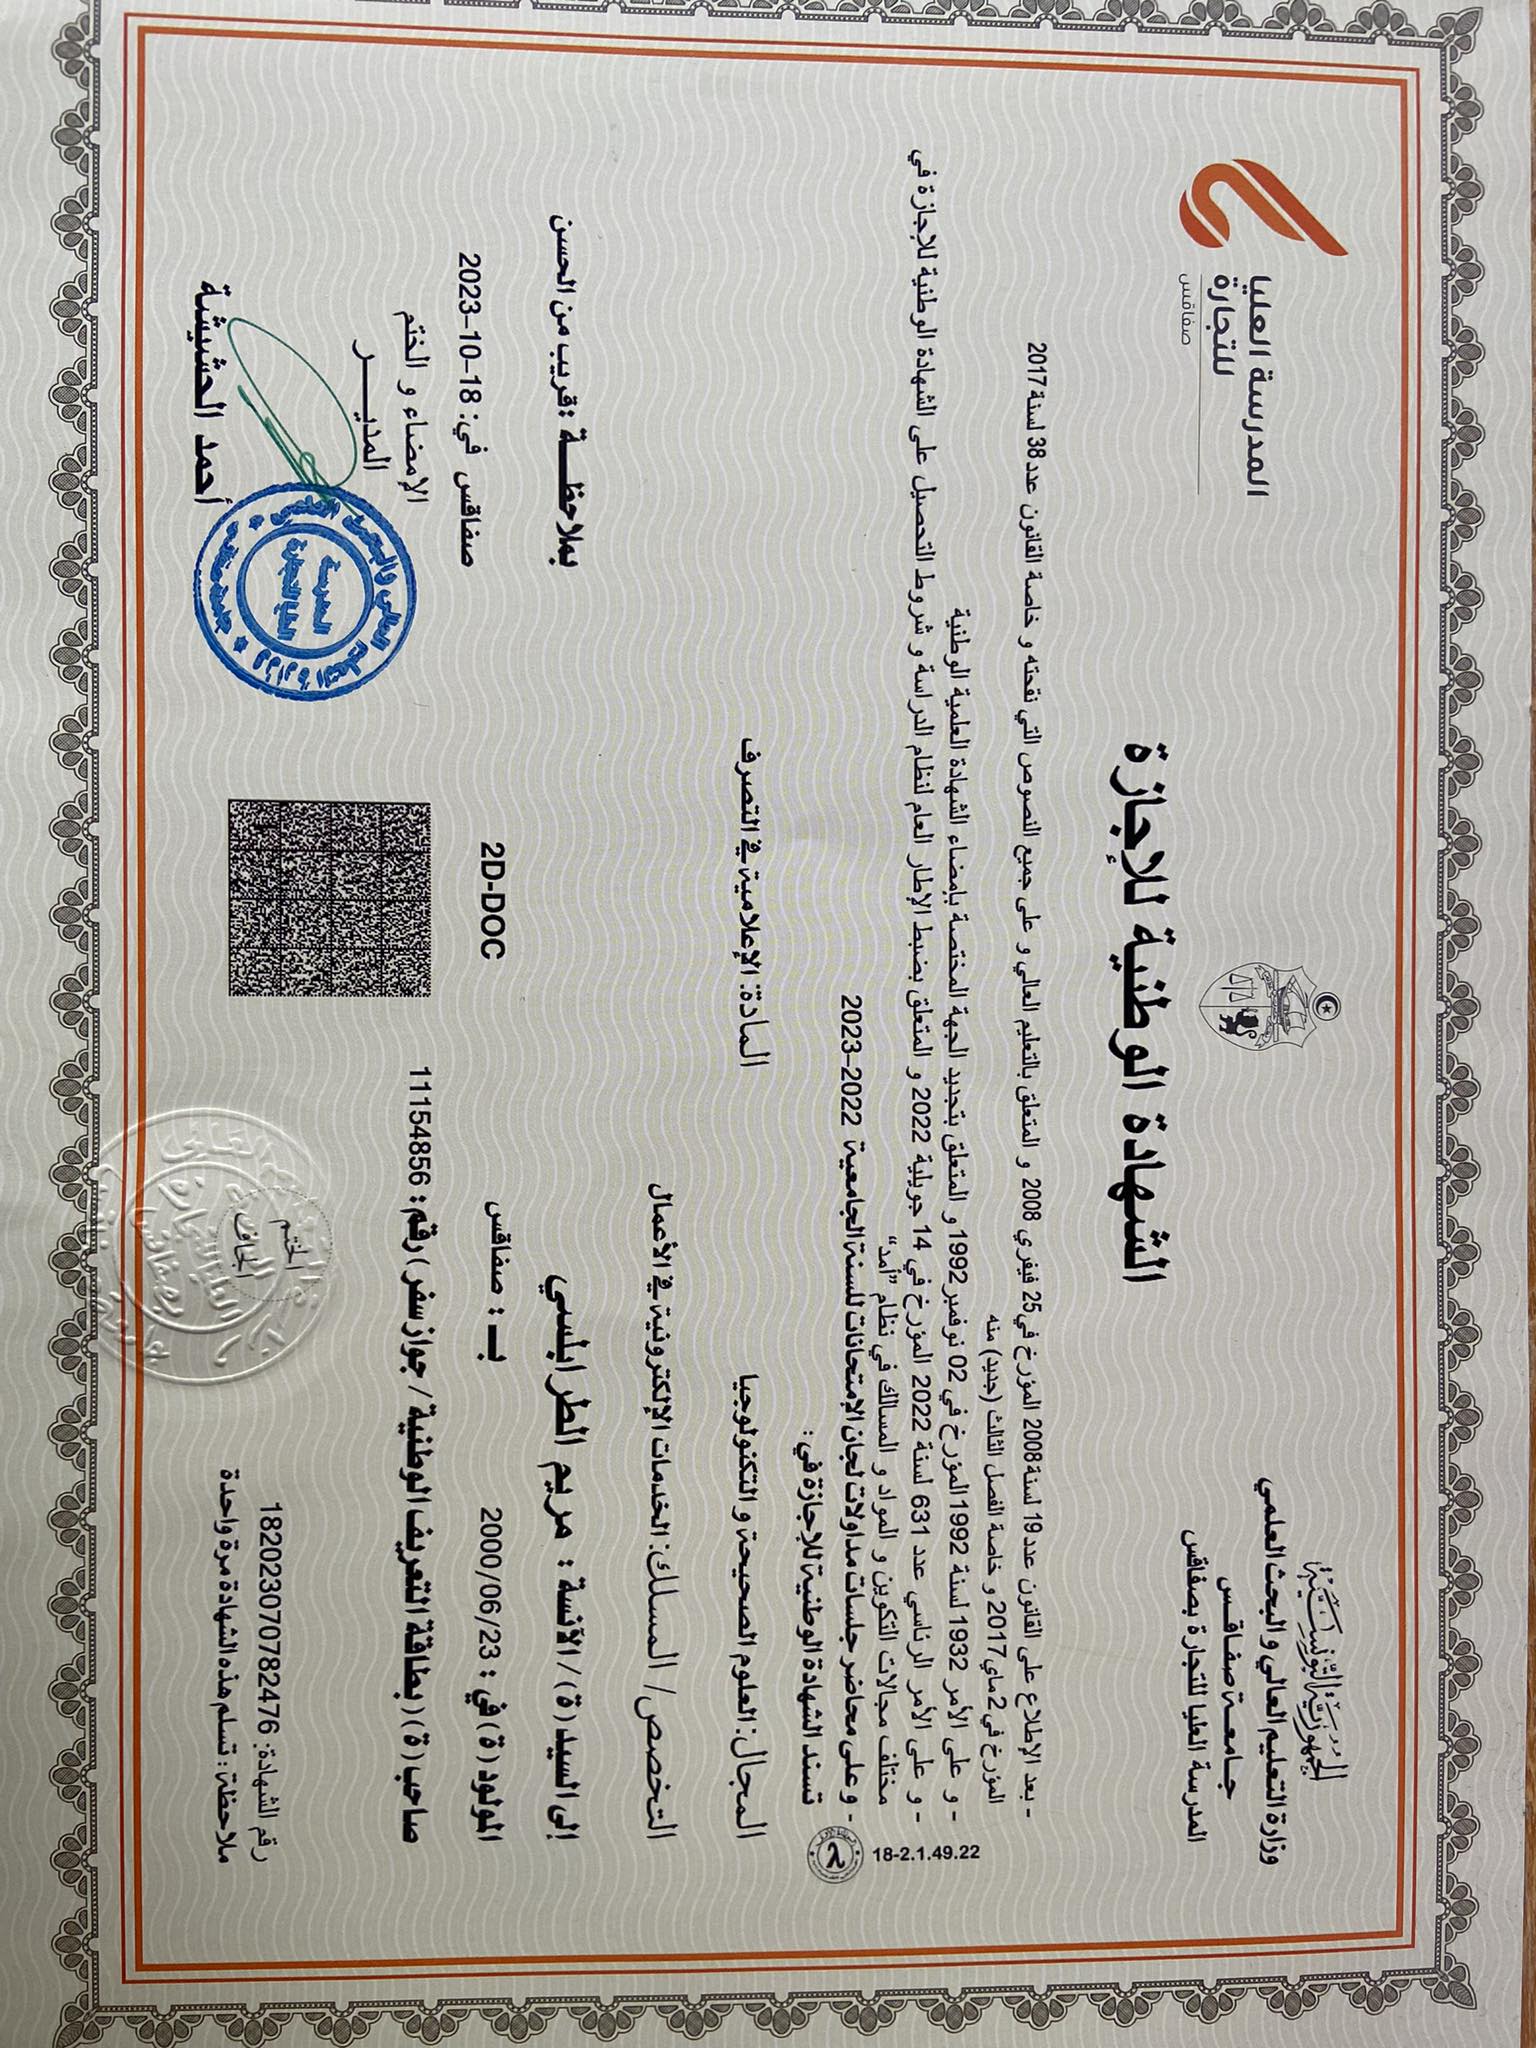 الجمهورية التونسية
وزارة التعليم العالي و البحث العلمي
جامعة صفاقس
المدرسة العليا للتجارة بصفاقس
المدرسة العليا
للتجارة
صفاقس
الشهادة الوطنية للإجازة
- بعد الإطلاع على القانون عدد 19 لسنة 2008 المؤرخ في 25 فيفري 2008 و المتعلق بالتعليم العالي و على جميع النصوص التي نقحته و خاصة القانون عدد 38 لسنة 2017
المؤرخ في 2 ماي 2017 و خاصة الفصل الثالث (جديد) منه
- و على الأمر 1932 لسنة 1992 المؤرخ في 02 نوفمبر 1992 و المتعلق بتجديد الجهة المختصة بإمضاء الشهادة العلمية الوطنية
- و على الأمر الرئاسي عدد 631 لسنة 2022 المؤرخ في 14 جويلية 2022 و المتعلق بضبط الإطار العام لنظام الدراسة و شروط التحصيل على الشهادة الوطنية للإجازة في
مختلف مجالات التكوين و المواد و المسالك في نظام "أمد"
- و على محاضر جلسات مداولات لجان الإمتحانات للسنة الجامعية 2022-2023
تسند الشهادة الوطنية للإجازة في :
18-2.1.49.22
المجال: العلوم الصحيحة و التكنولوجيا
المادة: الإعلامية في التصرف
التخصص/ المسلك: الخدمات الإلكترونية في الأعمال
إلى السيد (ة) / الآنسة : مريم الطرابلسي
بملاحظة : قريب من الحسن
المولود (ة) في : 2000/06/23
بـ : صفاقس
2D-DOC
صفاقس في: 18-10-2023
صاحب (ة) ( بطاقة التعريف الوطنية / جواز سفر ) رقم : 11154856
الإمضاء و الختم
المدير
وزارة التعليم العالي والبحث العلمي
المدرسة
العليا للتجارة
جامعة صفاقس
أحمد الحشيشة
الختم
الجاف
العليا للتجارة
بصفاقس
رقم الشهادة: 182023070782476
ملاحظة : تسلم هذه الشهادة مرة واحدة